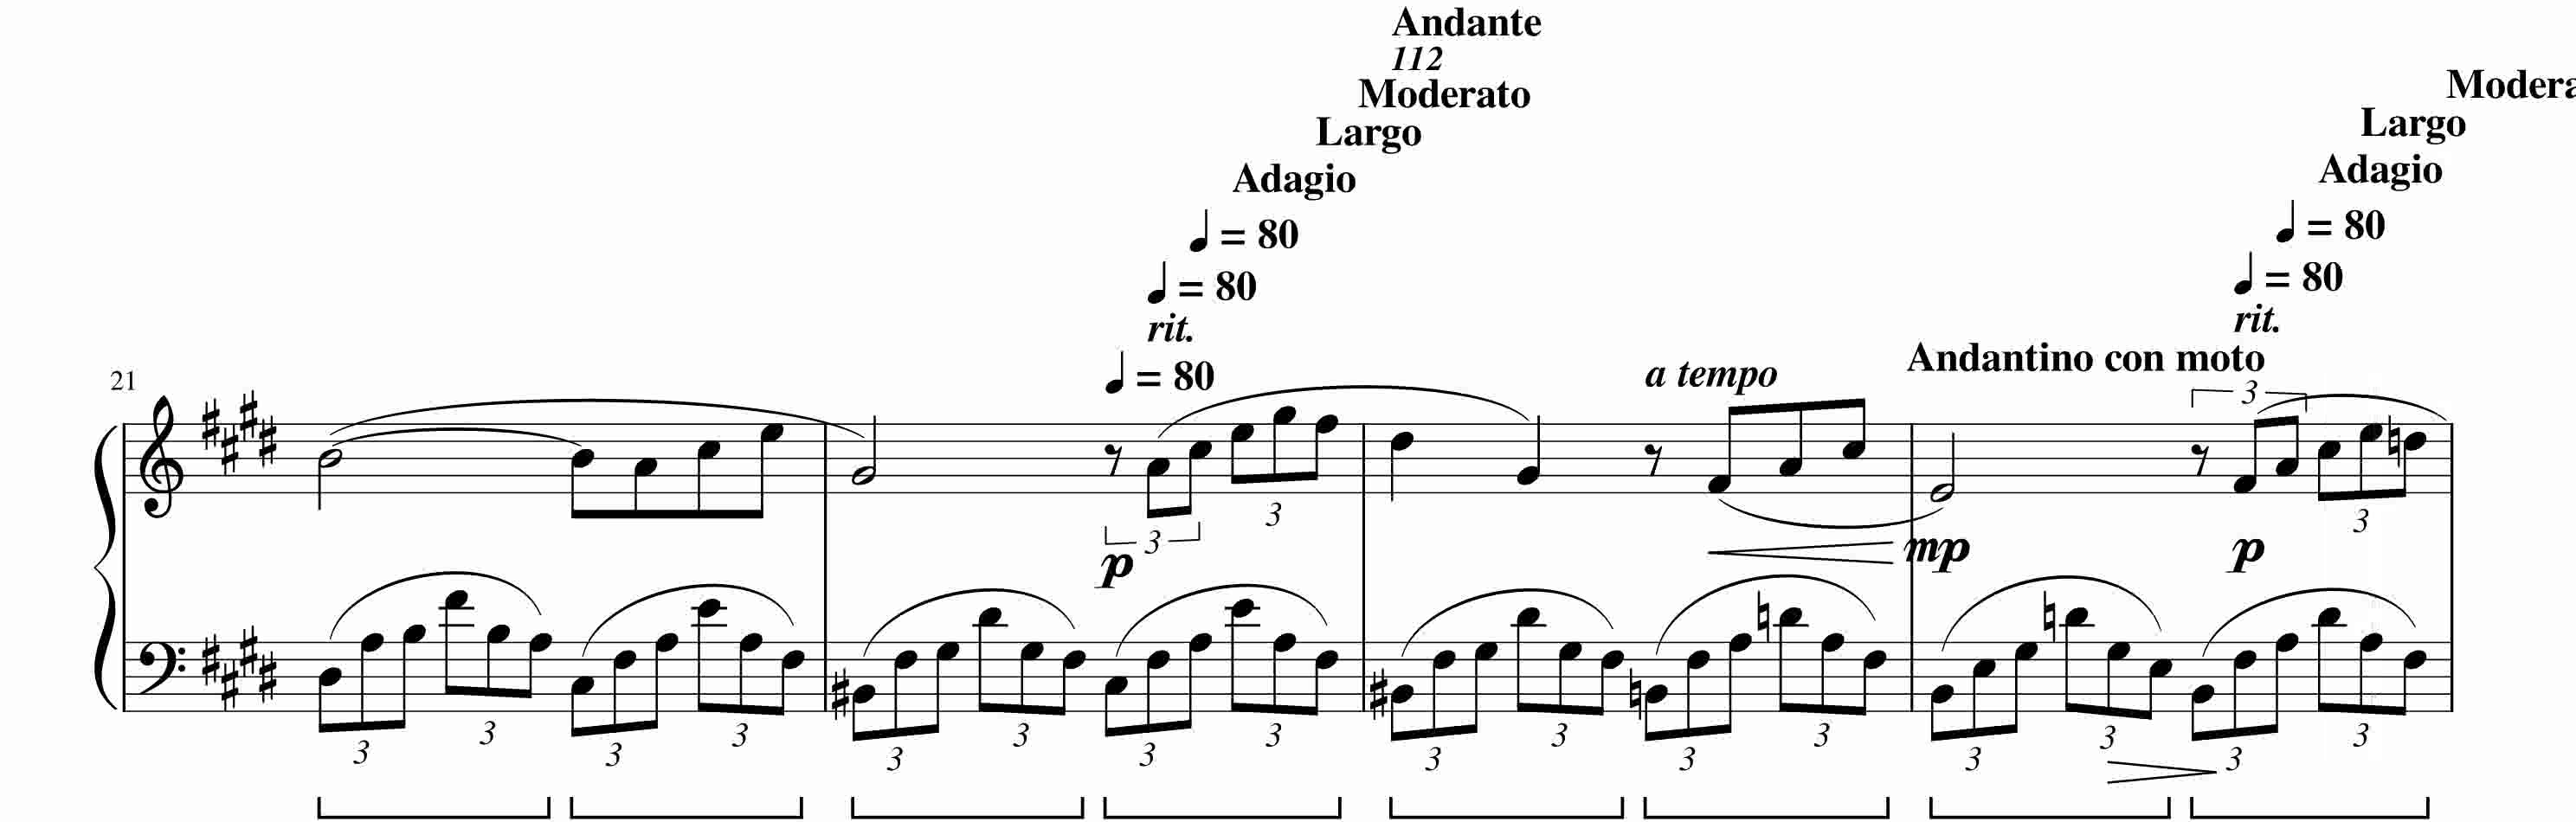 Andante
112
Moderato
Largo
Adagio
= 80
= 80
rit.
= 80
a tempo
Andantino con moto
Modera
Largo
Adagio
= 80
= 80
rit.
21
3
3
3
3
p
mp
p
3 3 3 3 3 3 3 3 3 3 3 3 3 3 3 3